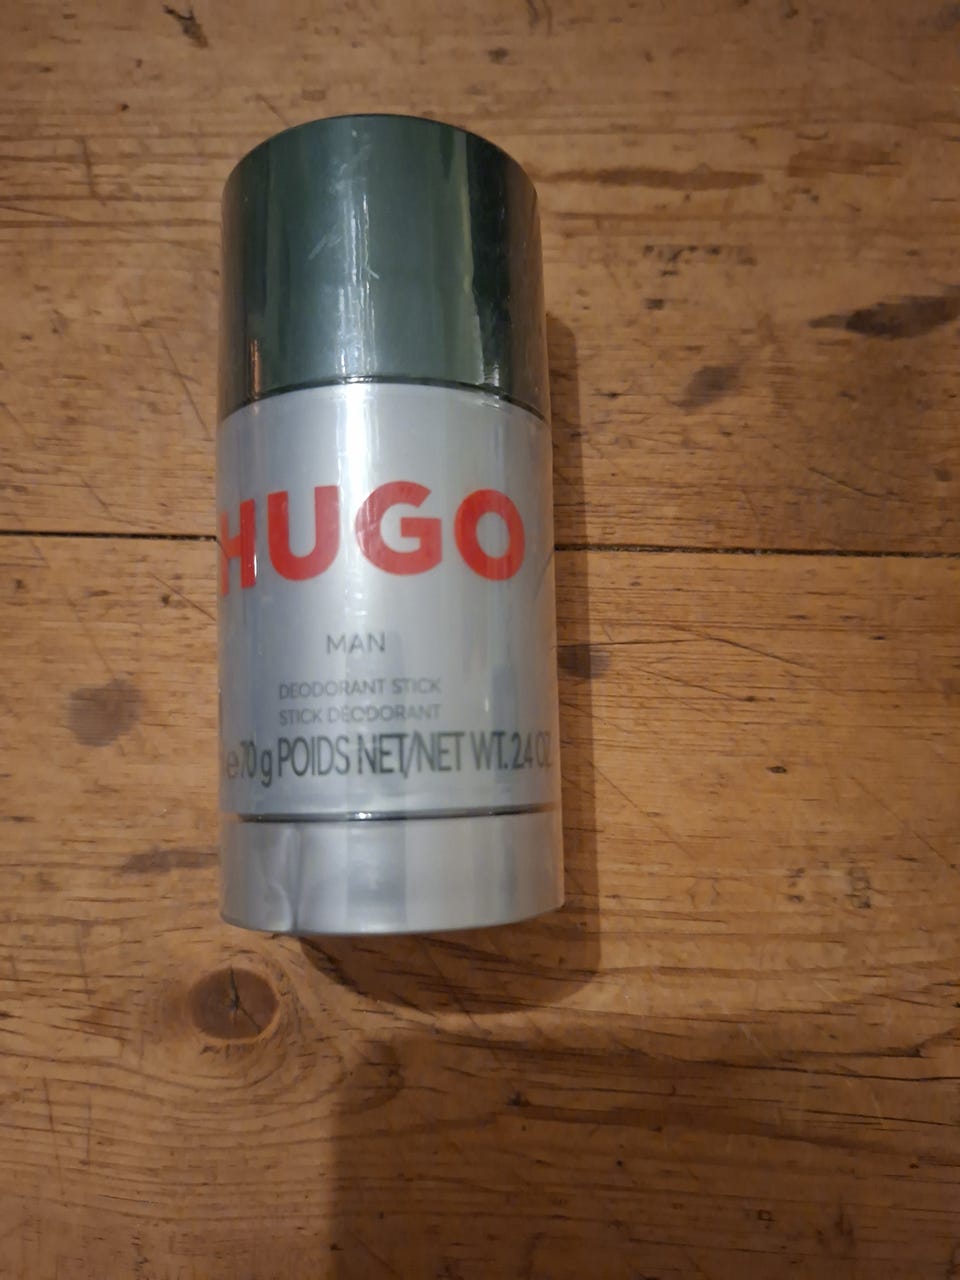 HUGO
MAN
DEODORANT STICK
STICK DÉODORANT
e 70 g POIDS NET/NET WT. 2.4 OZ